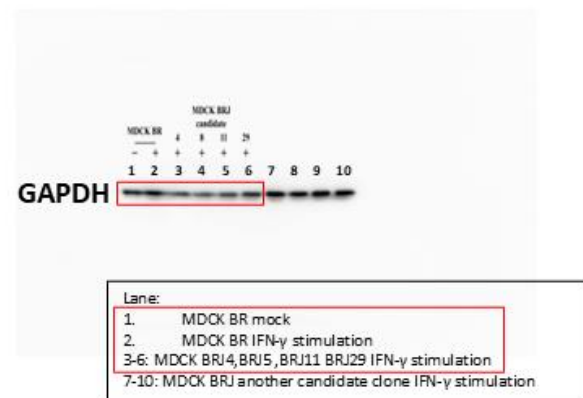 MDCK BRJ
candidate
MDCK BR 4 8 11 29
- + + + + +
1 2 3 4 5 6 7 8 9 10
GAPDH
Lane:
1. MDCK BR mock
2. MDCK BR IFN-γ stimulation
3-6: MDCK BRJ4,BRJ5,BRJ11 BRJ29 IFN-γ stimulation
7-10: MDCK BRJ another candidate clone IFN-γ stimulation